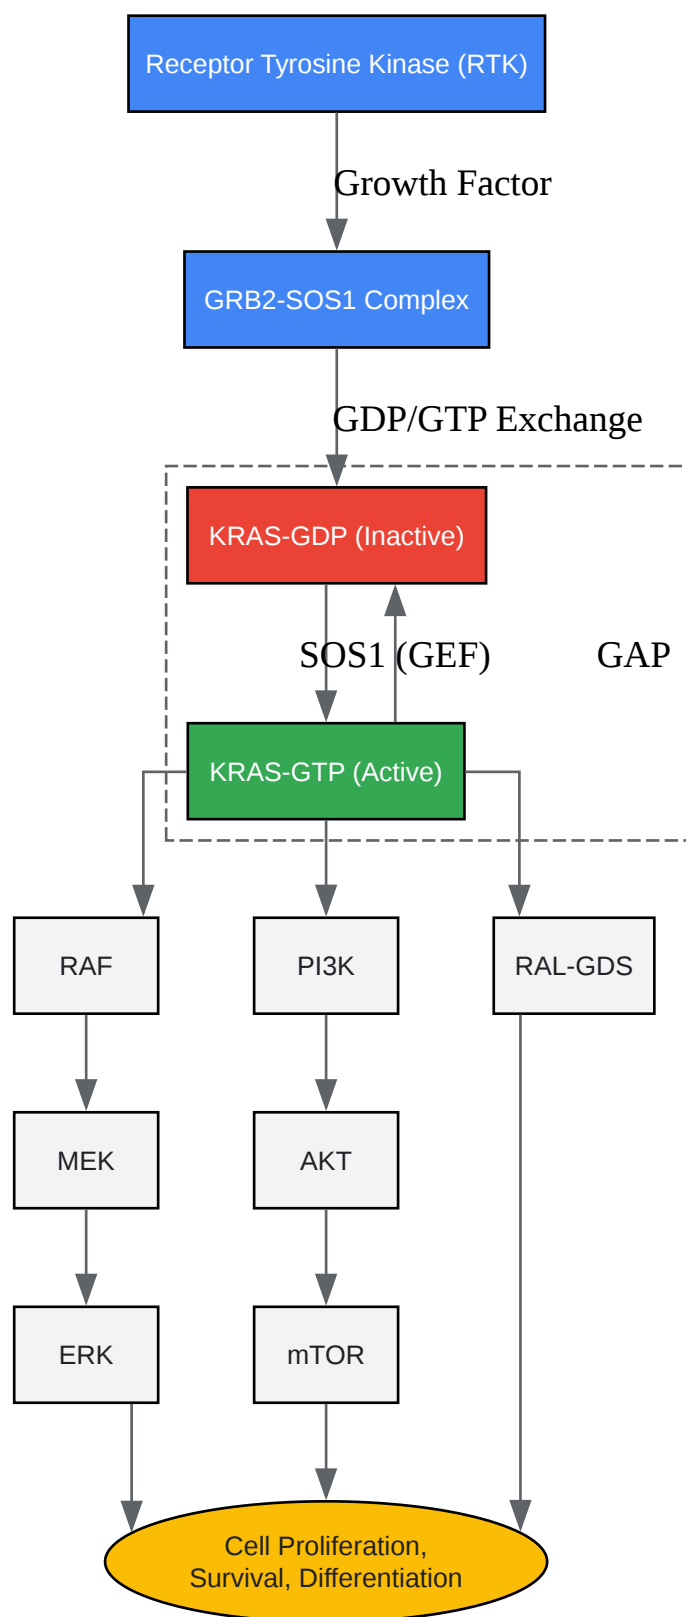 Receptor Tyrosine Kinase (RTK)
Growth Factor
GRB2-SOS1 Complex
GDP/GTP Exchange
KRAS-GDP (Inactive)
SOS1 (GEF)
GAP
KRAS-GTP (Active)
RAF
PI3K
RAL-GDS
MEK
AKT
ERK
mTOR
Cell Proliferation,
Survival, Differentiation